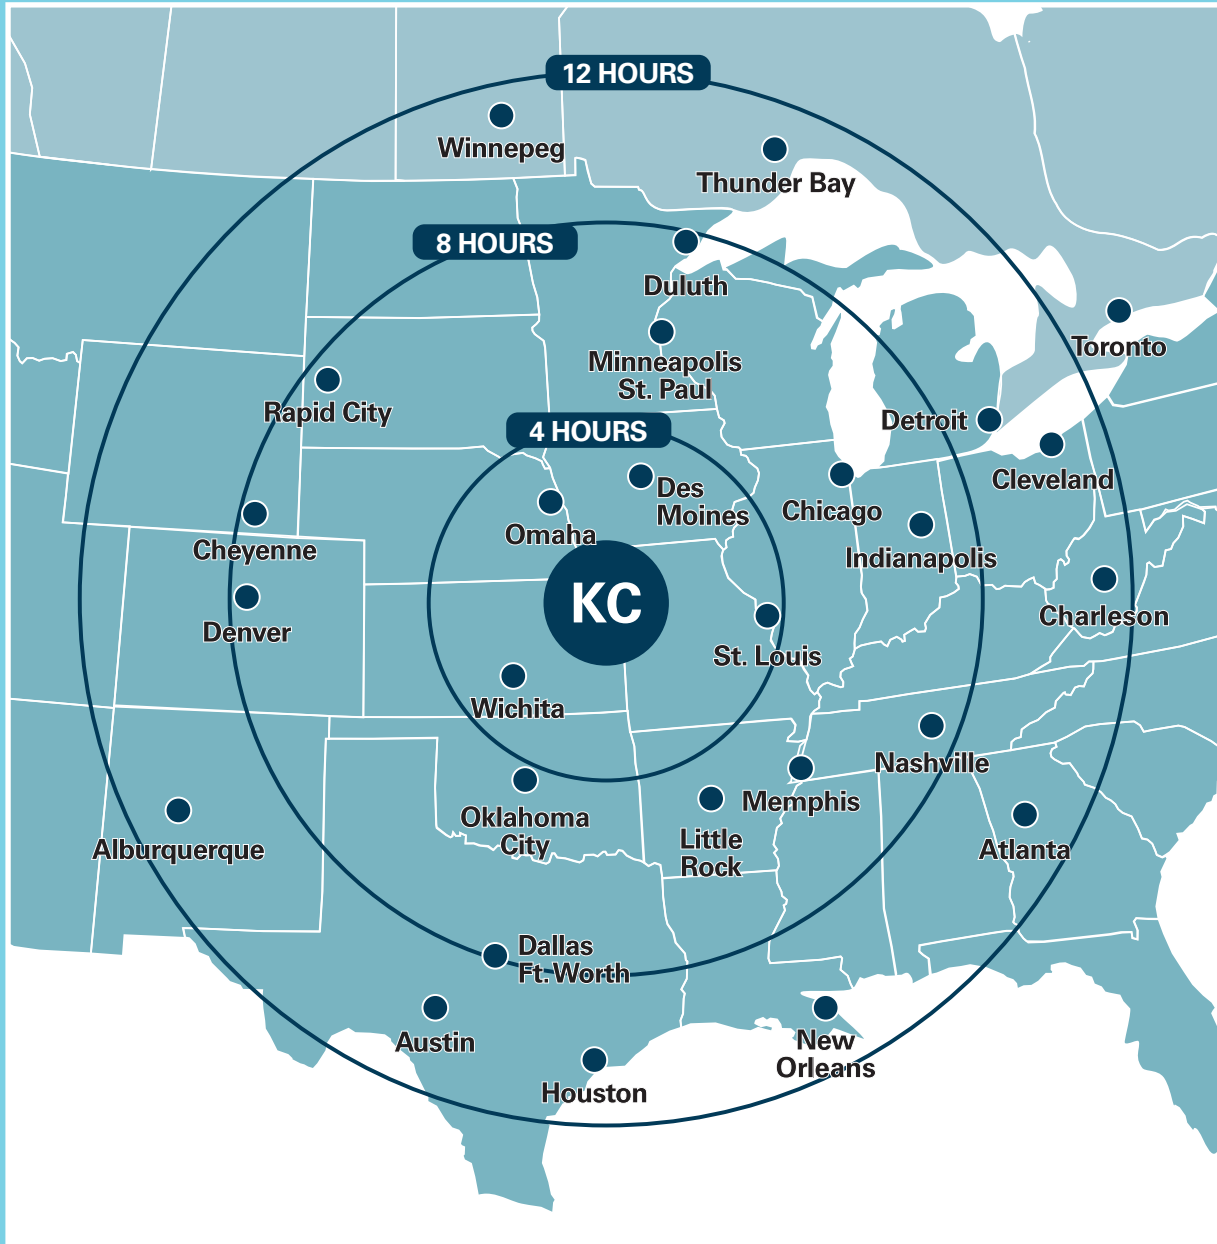 12 HOURS
Winnepeg
Thunder Bay
8 HOURS
Duluth
Toronto
Minneapolis
St. Paul
Rapid City
Detroit
4 HOURS
Cleveland
Des
Moines
Chicago
Omaha
Indianapolis
Cheyenne
KC
Charleson
Denver
St. Louis
Wichita
Nashville
Memphis
Oklahoma
City
Little
Rock
Alburquerque
Atlanta
Dallas
Ft. Worth
Austin
New
Orleans
Houston